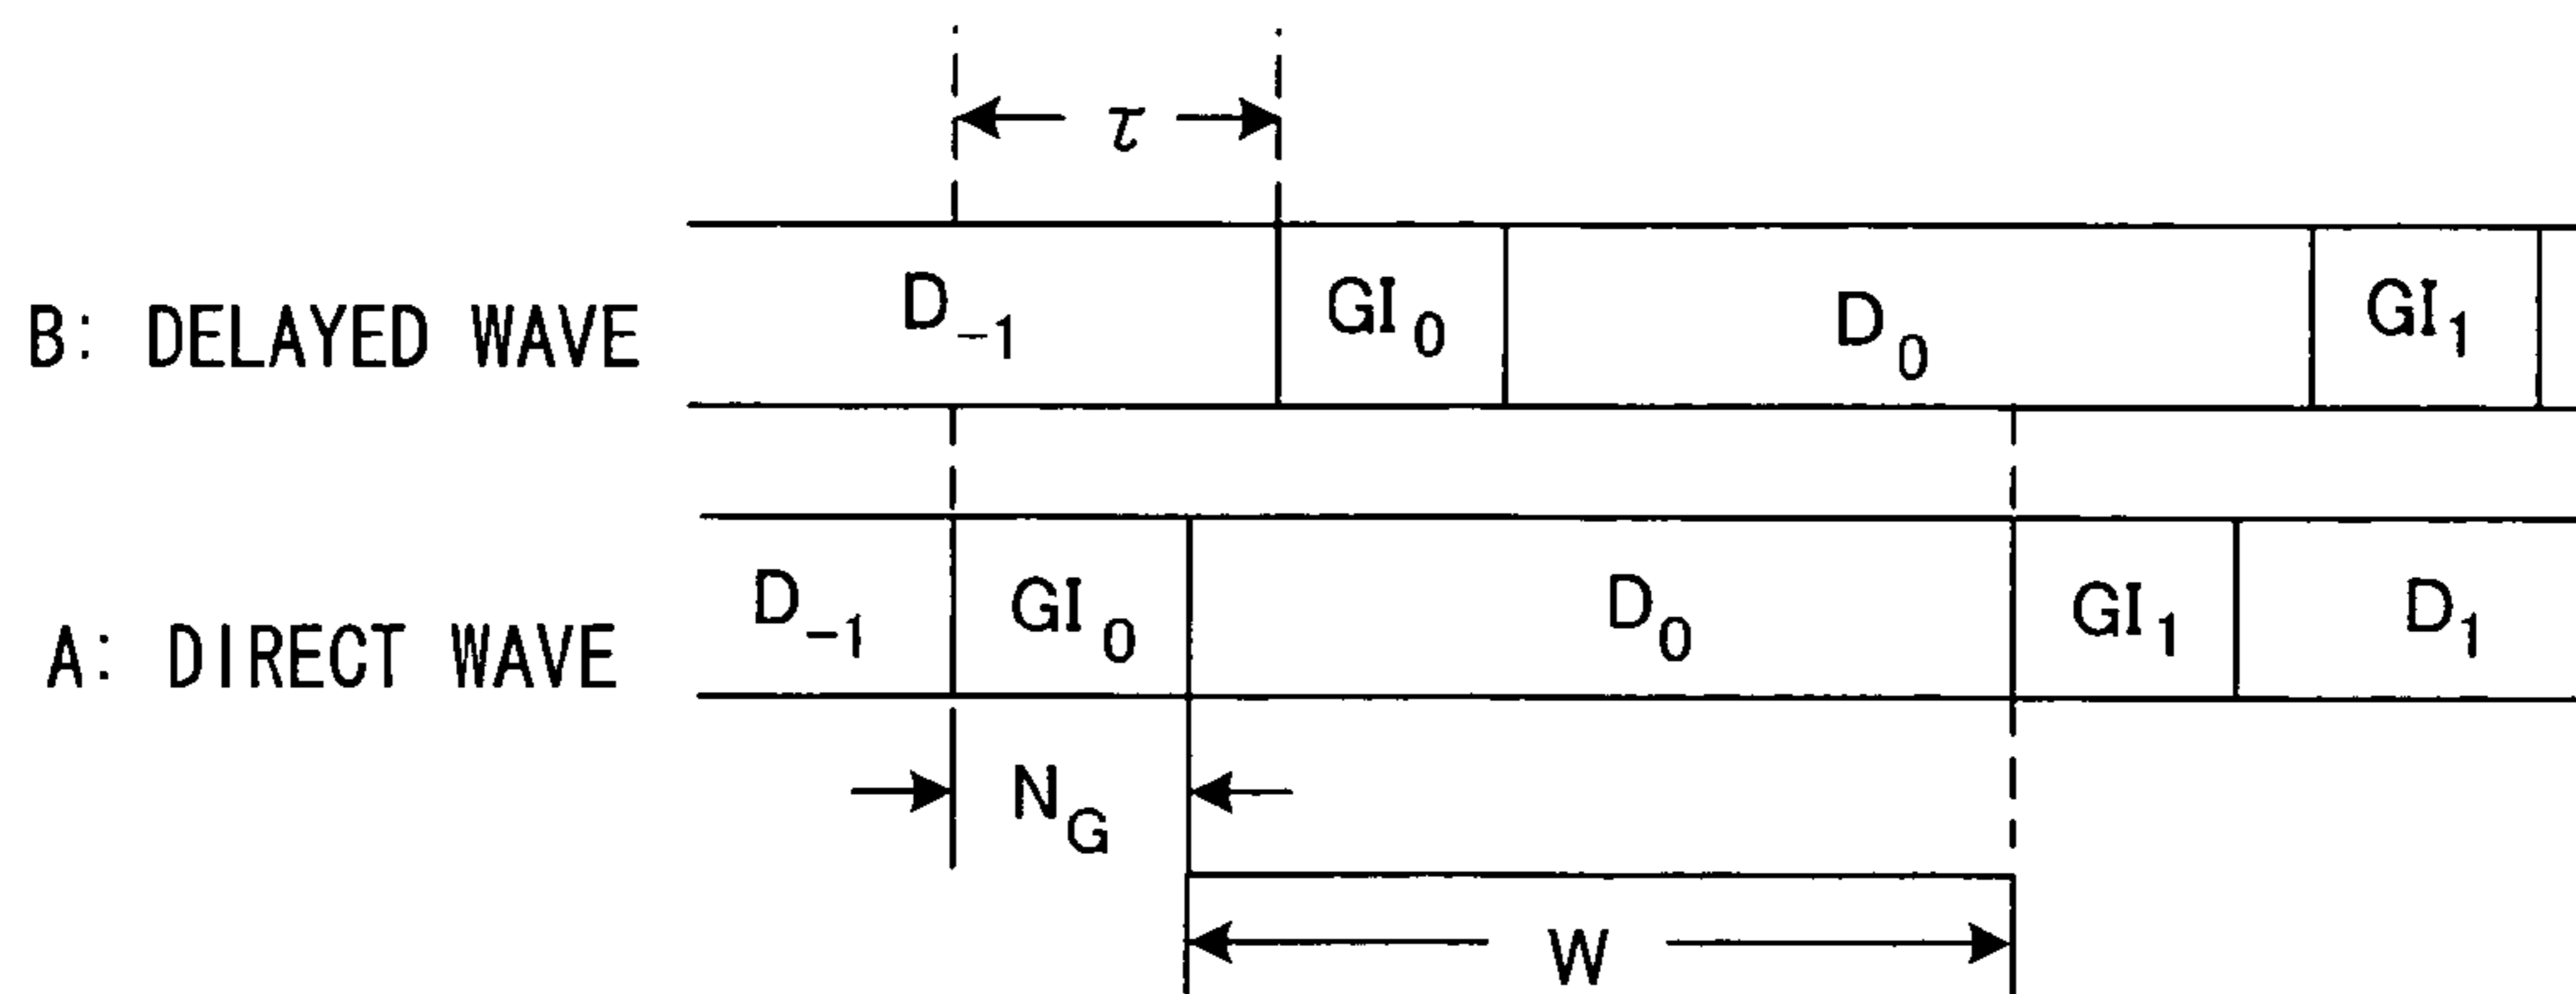 τ
B: DELAYED WAVE D₋₁ GI₀ D₀ GI₁
A: DIRECT WAVE D₋₁ GI₀ D₀ GI₁ D₁
N_G
W